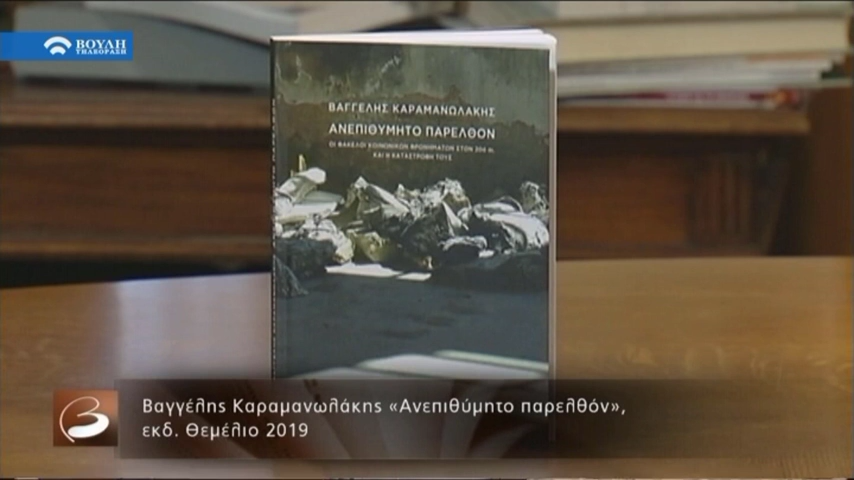 ΒΟΥΛΗ
ΤΗΛΕΟΡΑΣΗ
ΒΑΓΓΕΛΗΣ ΚΑΡΑΜΑΝΩΛΑΚΗΣ
ΑΝΕΠΙΘΥΜΗΤΟ ΠΑΡΕΛΘΟΝ
ΟΙ ΦΑΚΕΛΟΙ ΚΟΙΝΩΝΙΚΩΝ ΦΡΟΝΗΜΑΤΩΝ ΣΤΟΝ 20ό αι.
ΚΑΙ Η ΚΑΤΑΣΤΡΟΦΗ ΤΟΥΣ
Βαγγέλης Καραμανωλάκης «Ανεπιθύμητο παρελθόν»,
εκδ. Θεμέλιο 2019